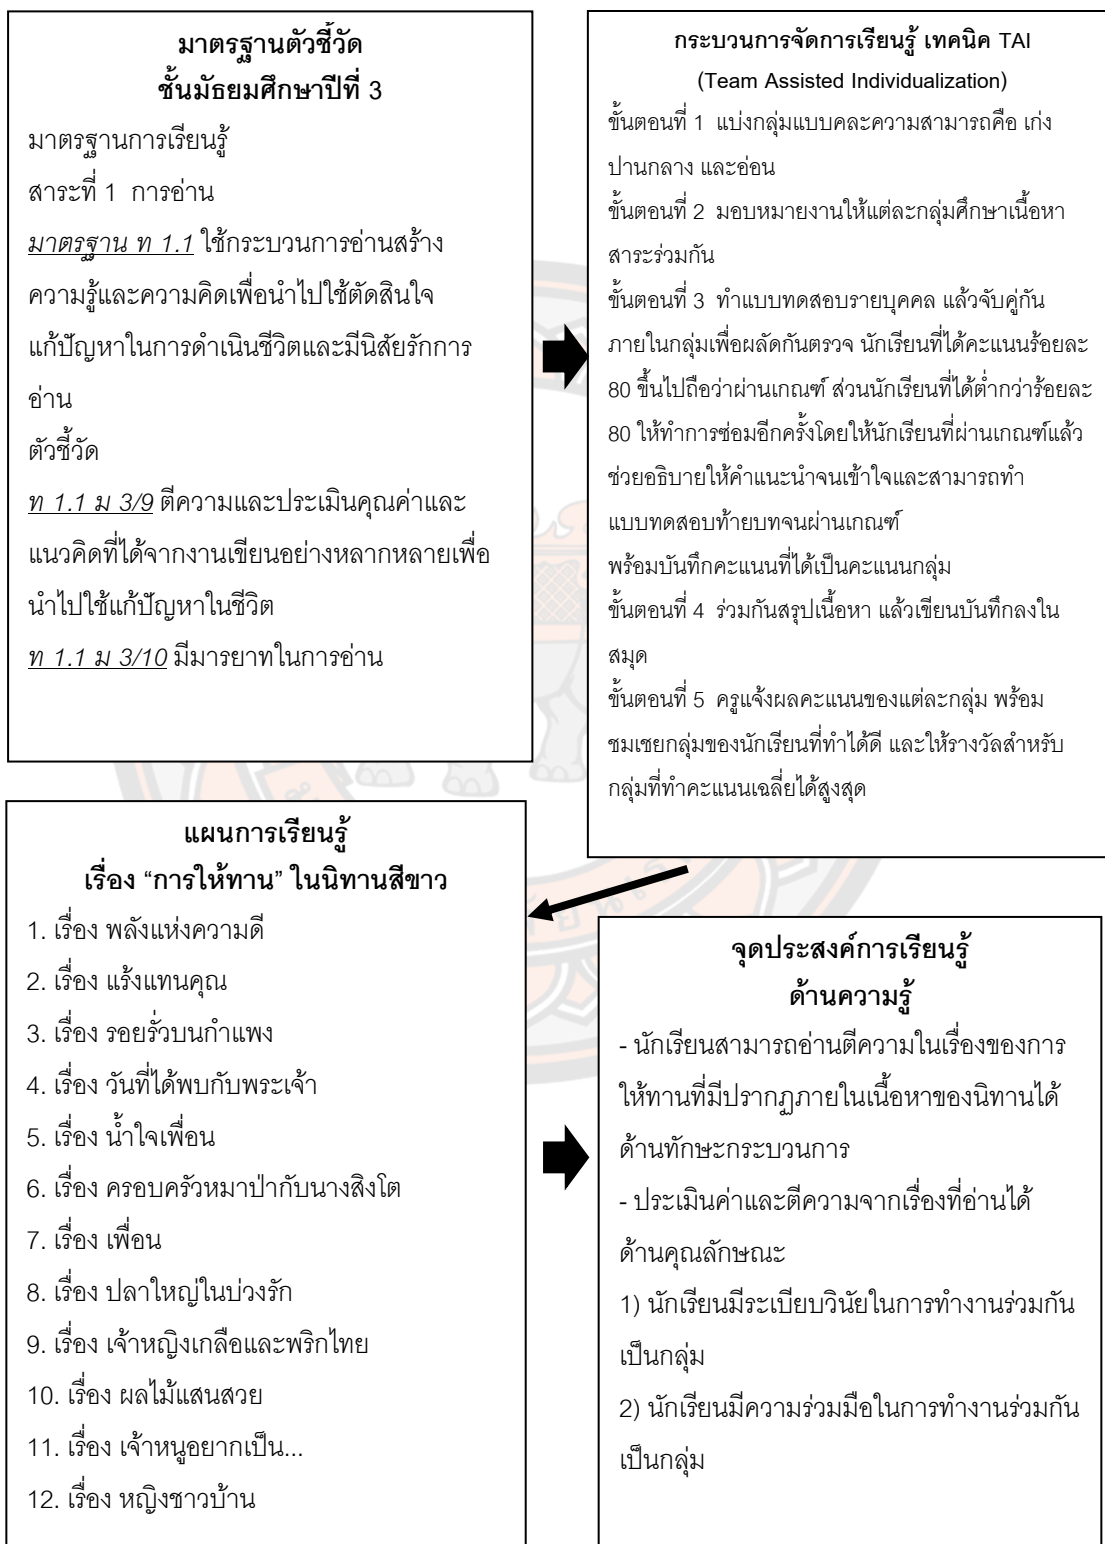 มาตรฐานตัวชี้วัด
ชั้นมัธยมศึกษาปีที่ 3
มาตรฐานการเรียนรู้
สาระที่ 1 การอ่าน
มาตรฐาน ท 1.1 ใช้กระบวนการอ่านสร้าง
ความรู้และความคิดเพื่อนำไปใช้ตัดสินใจ
แก้ปัญหาในการดำเนินชีวิตและมีนิสัยรักการ
อ่าน
ตัวชี้วัด
ท 1.1 ม 3/9 ตีความและประเมินคุณค่าและ
แนวคิดที่ได้จากงานเขียนอย่างหลากหลายเพื่อ
นำไปใช้แก้ปัญหาในชีวิต
ท 1.1 ม 3/10 มีมารยาทในการอ่าน
กระบวนการจัดการเรียนรู้ เทคนิค TAI
(Team Assisted Individualization)
ขั้นตอนที่ 1 แบ่งกลุ่มแบบคละความสามารถคือ เก่ง
ปานกลาง และอ่อน
ขั้นตอนที่ 2 มอบหมายงานให้แต่ละกลุ่มศึกษาเนื้อหา
สาระร่วมกัน
ขั้นตอนที่ 3 ทำแบบทดสอบรายบุคคล แล้วจับคู่กัน
ภายในกลุ่มเพื่อผลัดกันตรวจ นักเรียนที่ได้คะแนนร้อยละ
80 ขึ้นไปถือว่าผ่านเกณฑ์ ส่วนนักเรียนที่ได้ต่ำกว่าร้อยละ
80 ให้ทำการซ่อมอีกครั้งโดยให้นักเรียนที่ผ่านเกณฑ์แล้ว
ช่วยอธิบายให้คำแนะนำจนเข้าใจและสามารถทำ
แบบทดสอบท้ายบทจนผ่านเกณฑ์
พร้อมบันทึกคะแนนที่ได้เป็นคะแนนกลุ่ม
ขั้นตอนที่ 4 ร่วมกันสรุปเนื้อหา แล้วเขียนบันทึกลงใน
สมุด
ขั้นตอนที่ 5 ครูแจ้งผลคะแนนของแต่ละกลุ่ม พร้อม
ชมเชยกลุ่มของนักเรียนที่ทำได้ดี และให้รางวัลสำหรับ
กลุ่มที่ทำคะแนนเฉลี่ยได้สูงสุด
แผนการเรียนรู้
เรื่อง “การให้ทาน” ในนิทานสีขาว
1. เรื่อง พลังแห่งความดี
2. เรื่อง แร้งแทนคุณ
3. เรื่อง รอยรั่วบนกำแพง
4. เรื่อง วันที่ได้พบกับพระเจ้า
5. เรื่อง น้ำใจเพื่อน
6. เรื่อง ครอบครัวหมาป่ากับนางสิงโต
7. เรื่อง เพื่อน
8. เรื่อง ปลาใหญ่ในบ่วงรัก
9. เรื่อง เจ้าหญิงเกลือและพริกไทย
10. เรื่อง ผลไม้แสนสวย
11. เรื่อง เจ้าหนูอยากเป็น...
12. เรื่อง หญิงชาวบ้าน
จุดประสงค์การเรียนรู้
ด้านความรู้
- นักเรียนสามารถอ่านตีความในเรื่องของการ
ให้ทานที่มีปรากฏภายในเนื้อหาของนิทานได้
ด้านทักษะกระบวนการ
- ประเมินค่าและตีความจากเรื่องที่อ่านได้
ด้านคุณลักษณะ
1) นักเรียนมีระเบียบวินัยในการทำงานร่วมกัน
เป็นกลุ่ม
2) นักเรียนมีความร่วมมือในการทำงานร่วมกัน
เป็นกลุ่ม